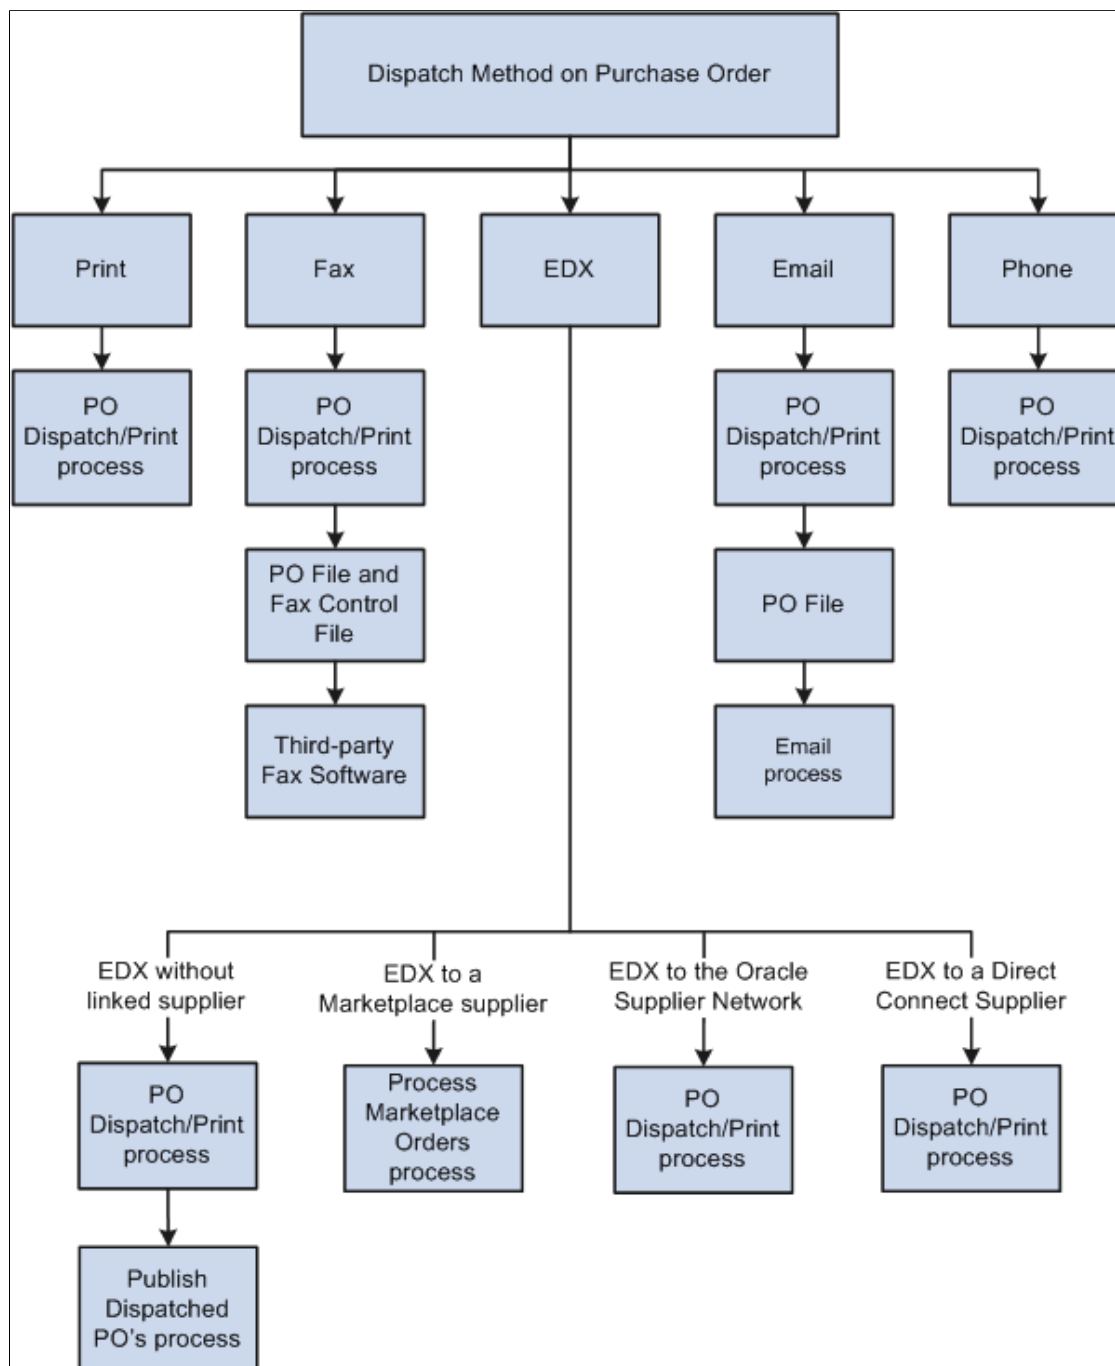 Dispatch Method on Purchase Order
Print
Fax
EDX
Email
Phone
PO
Dispatch/Print
process
PO
Dispatch/Print
process
PO
Dispatch/Print
process
PO
Dispatch/Print
process
PO File and
Fax Control
File
PO File
Third-party
Fax Software
Email
process
EDX without
linked supplier
EDX to a
Marketplace supplier
EDX to the Oracle
Supplier Network
EDX to a Direct
Connect Supplier
PO
Dispatch/Print
process
Process
Marketplace
Orders
process
PO
Dispatch/Print
process
PO
Dispatch/Print
process
Publish
Dispatched
PO's process